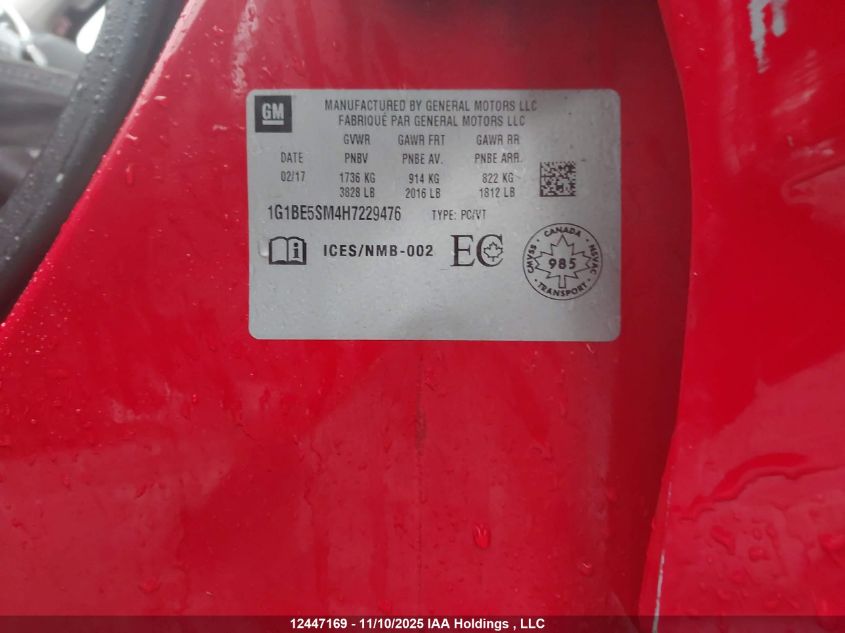 GM
MANUFACTURED BY GENERAL MOTORS LLC
FABRIQUÉ PAR GENERAL MOTORS LLC
GVWR GAWR FRT GAWR RR
DATE PNBV PNBE AV. PNBE ARR.
02/17 1736 KG 914 KG 822 KG
3828 LB 2016 LB 1812 LB
1G1BE5SM4H7229476 TYPE: PC/VT
i ICES/NMB-002 EC
CANADA
CMVSS 985 NSVAC
TRANSPORT
12447169 - 11/10/2025 IAA Holdings , LLC